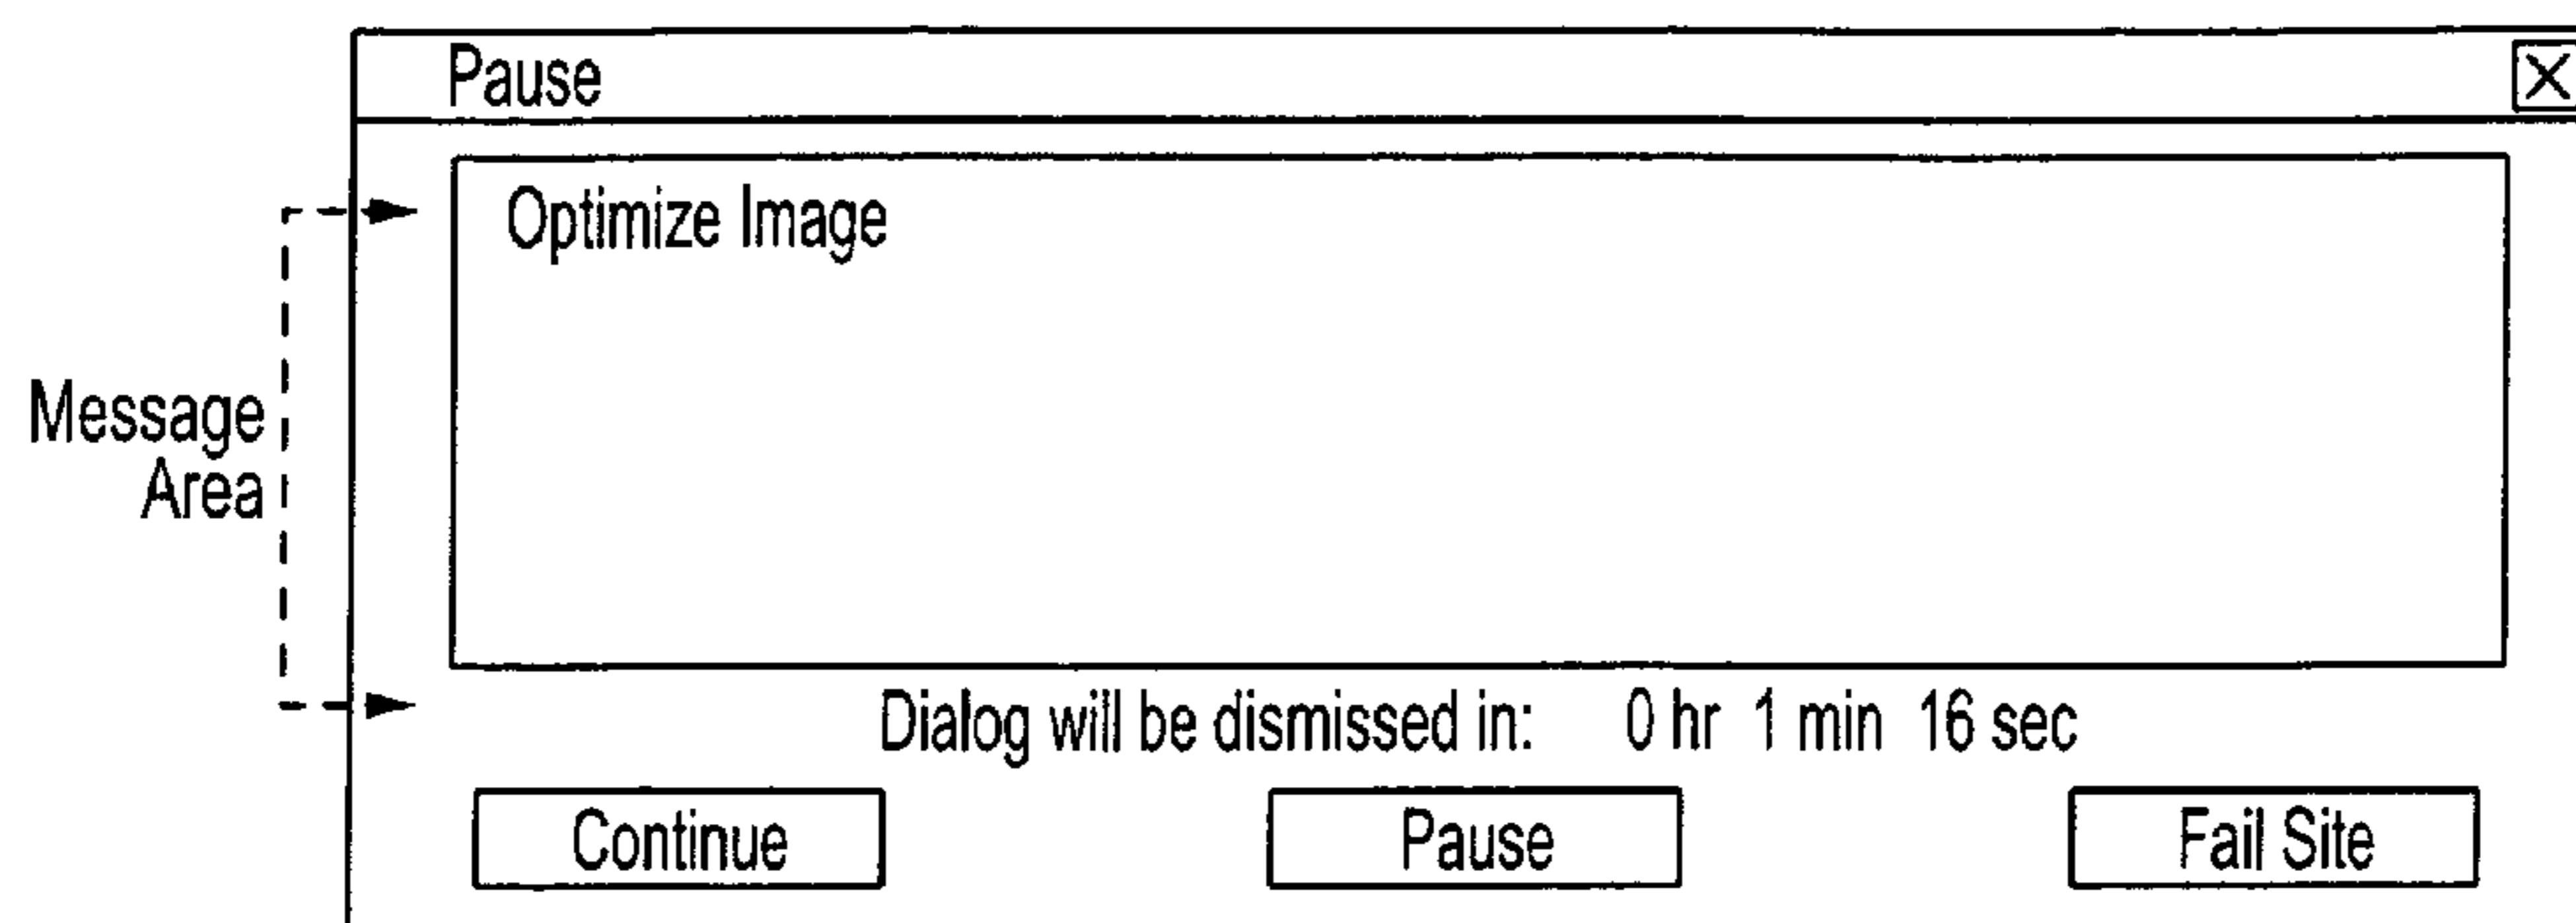 Pause X
Optimize Image
Message
Area
Dialog will be dismissed in: 0 hr 1 min 16 sec
Continue Pause Fail Site